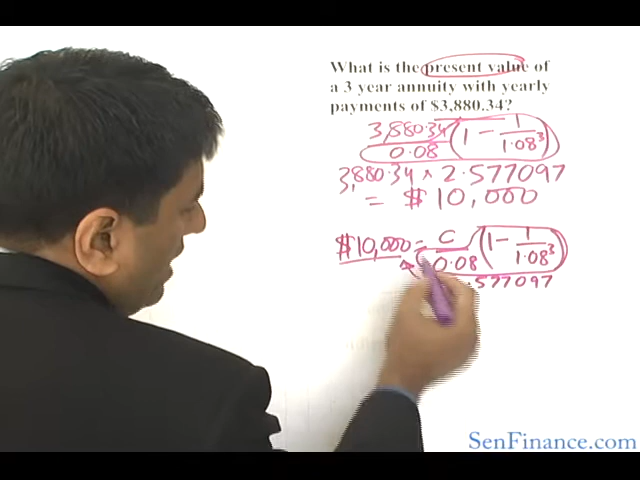 What is the present value of
a 3 year annuity with yearly
payments of $3,880.34?
3,880.34/0.08 (1 - 1/1.08³)
3,880.34 × 2.577097
= $10,000
$10,000 = C/0.08 (1 - 1/1.08³)
.577097
SenFinance.com